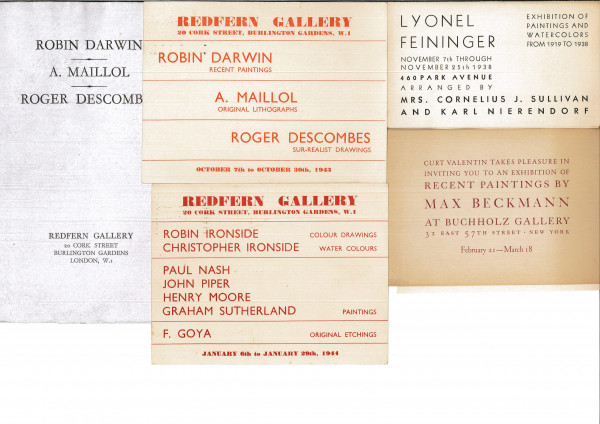 ROBIN DARWIN
A. MAILLOL
ROGER DESCOMB
REDFERN GALLERY
20 CORK STREET
BURLINGTON GARDENS
LONDON, W.1
REDFERN GALLERY
20 CORK STREET, BURLINGTON GARDENS, W.1
ROBIN DARWIN
RECENT PAINTINGS
A. MAILLOL
ORIGINAL LITHOGRAPHS
ROGER DESCOMBES
SUR-REALIST DRAWINGS
OCTOBER 7th to OCTOBER 30th, 1943
REDFERN GALLERY
20 CORK STREET, BURLINGTON GARDENS, W.1
ROBIN IRONSIDE COLOUR DRAWINGS
CHRISTOPHER IRONSIDE WATER COLOURS
PAUL NASH
JOHN PIPER
HENRY MOORE
GRAHAM SUTHERLAND PAINTINGS
F. GOYA ORIGINAL ETCHINGS
JANUARY 6th to JANUARY 29th, 1944
LYONEL
FEININGER
EXHIBITION OF
PAINTINGS AND
WATERCOLORS
FROM 1919 TO 1938
NOVEMBER 7th THROUGH
NOVEMBER 25th 1938
460 PARK AVENUE
ARRANGED BY
MRS. CORNELIUS J. SULLIVAN
AND KARL NIERENDORF
CURT VALENTIN TAKES PLEASURE IN
INVITING YOU TO AN EXHIBITION OF
RECENT PAINTINGS BY
MAX BECKMANN
AT BUCHHOLZ GALLERY
32 EAST 57TH STREET · NEW YORK
February 21—March 18